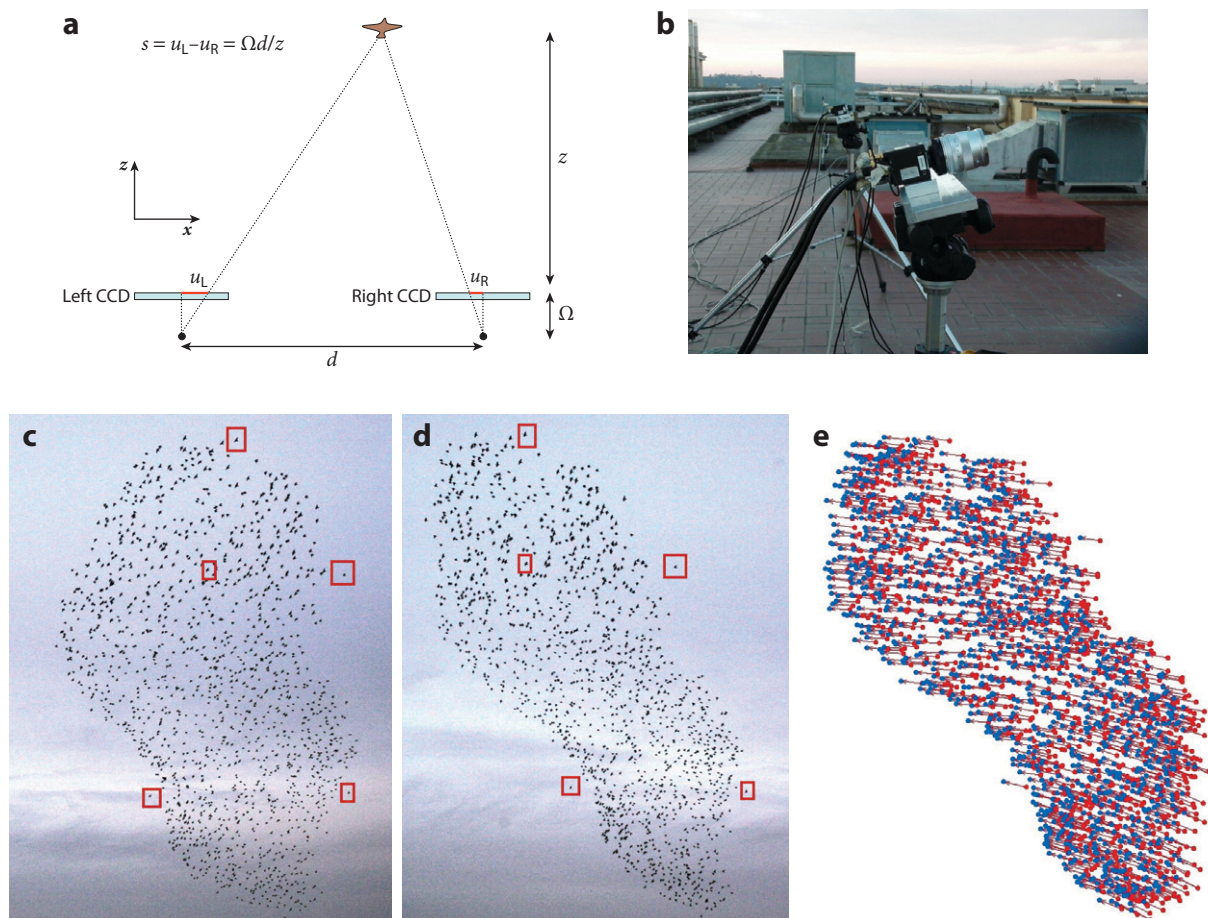 a
s = uL–uR = Ωd/z
z
x
z
uL
uR
Left CCD
Right CCD
Ω
d
b
c
d
e